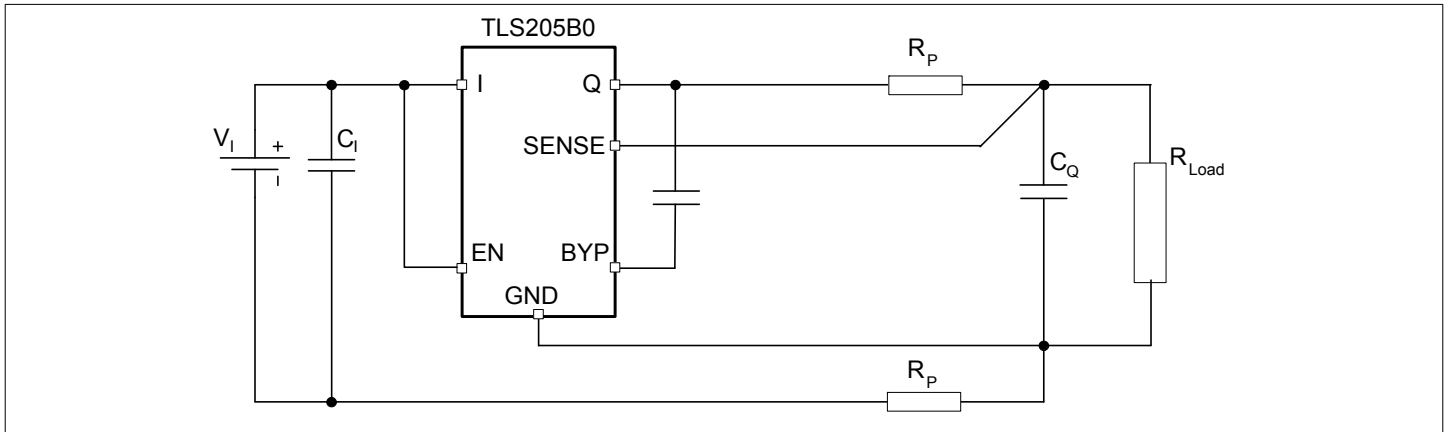 TLS205B0
R_P
I
Q
V_I
+
C_I
SENSE
C_Q
R_Load
EN
BYP
GND
R_P